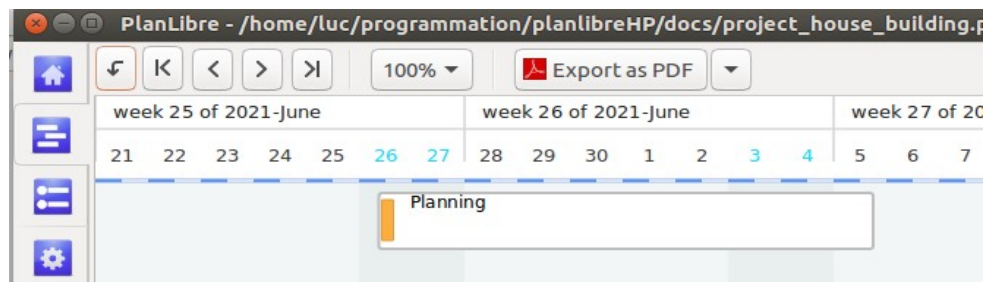 PlanLibre - /home/luc/programmation/planlibreHP/docs/project_house_building.p
100% Export as PDF
week 25 of 2021-June week 26 of 2021-June week 27 of 20
21 22 23 24 25 26 27 28 29 30 1 2 3 4 5 6 7
Planning